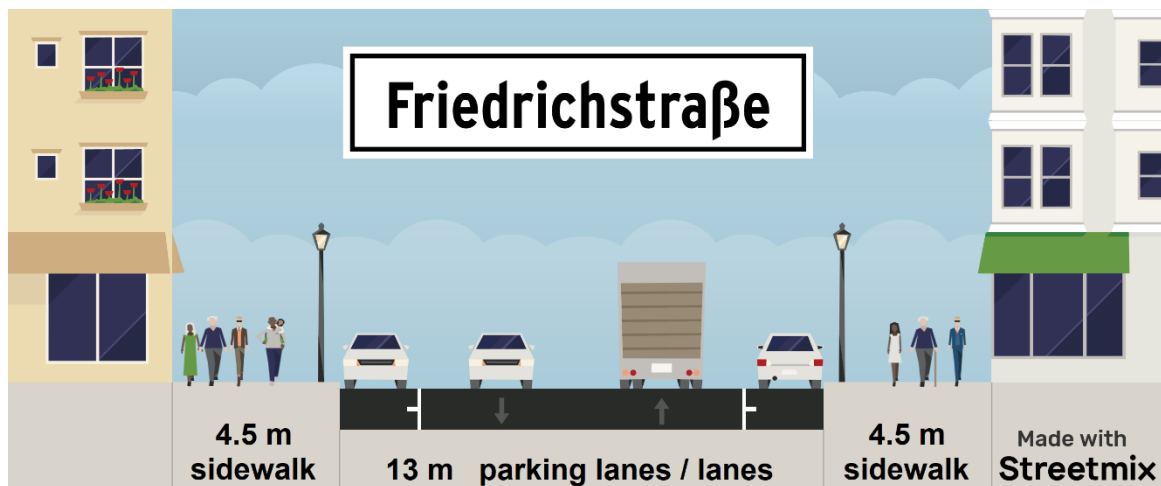 Friedrichstraße
4.5 m
sidewalk
13 m parking lanes / lanes
4.5 m
sidewalk
Made with
Streetmix